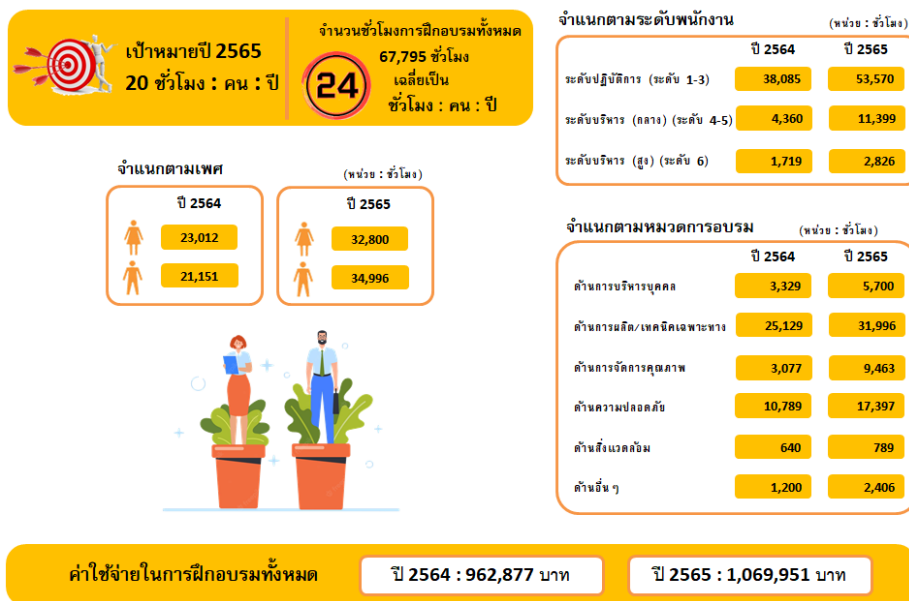 เป้าหมายปี 2565
20 ชั่วโมง : คน : ปี
จำนวนชั่วโมงการฝึกอบรมทั้งหมด
67,795 ชั่วโมง
เฉลี่ยเป็น
24
ชั่วโมง : คน : ปี
จำแนกตามเพศ (หน่วย : ชั่วโมง)
ปี 2564 ปี 2565
23,012 32,800
21,151 34,996
จำแนกตามระดับพนักงาน (หน่วย : ชั่วโมง)
ปี 2564 ปี 2565
ระดับปฏิบัติการ (ระดับ 1-3) 38,085 53,570
ระดับบริหาร (กลาง) (ระดับ 4-5) 4,360 11,399
ระดับบริหาร (สูง) (ระดับ 6) 1,719 2,826
จำแนกตามหมวดการอบรม (หน่วย : ชั่วโมง)
ปี 2564 ปี 2565
ด้านการบริหารบุคคล 3,329 5,700
ด้านการผลิต/เทคนิคเฉพาะทาง 25,129 31,996
ด้านการจัดการคุณภาพ 3,077 9,463
ด้านความปลอดภัย 10,789 17,397
ด้านสิ่งแวดล้อม 640 789
ด้านอื่น ๆ 1,200 2,406
ค่าใช้จ่ายในการฝึกอบรมทั้งหมด ปี 2564 : 962,877 บาท ปี 2565 : 1,069,951 บาท